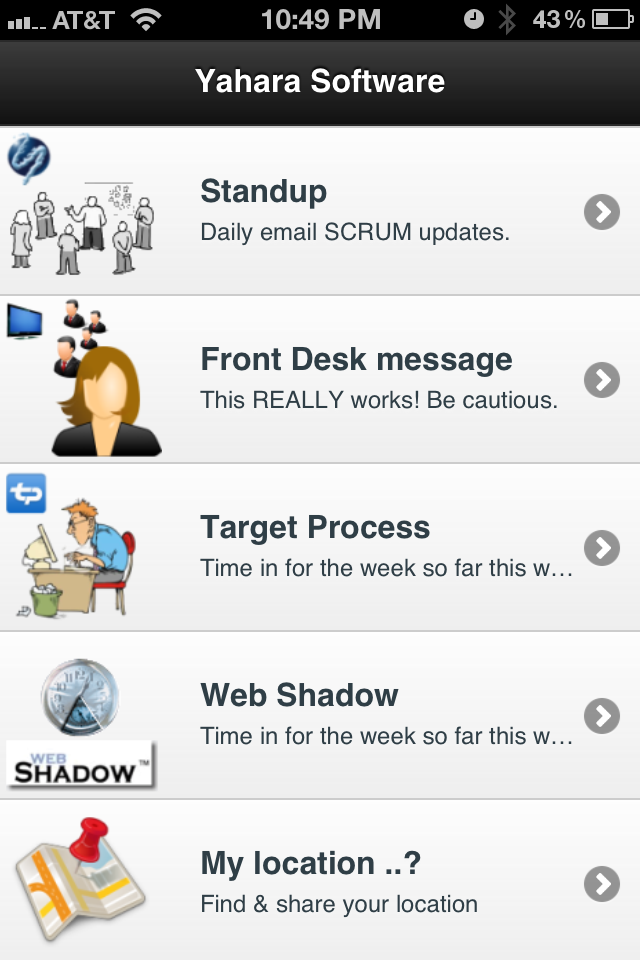 AT&T 10:49 PM 43%
Yahara Software
Standup
Daily email SCRUM updates.
Front Desk message
This REALLY works! Be cautious.
tp
Target Process
Time in for the week so far this w...
Web Shadow
Time in for the week so far this w...
WEB
SHADOW™
My location ..?
Find & share your location